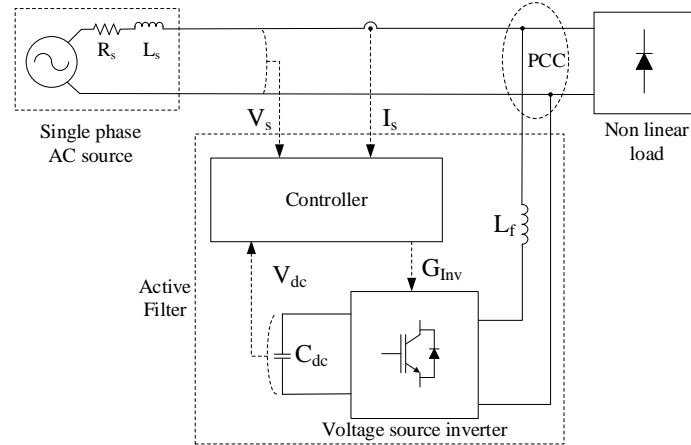 Rs
Ls
PCC
Single phase
AC source
Vs
Is
Non linear
load
Controller
Lf
Vdc
GInv
Active
Filter
Cdc
Voltage source inverter